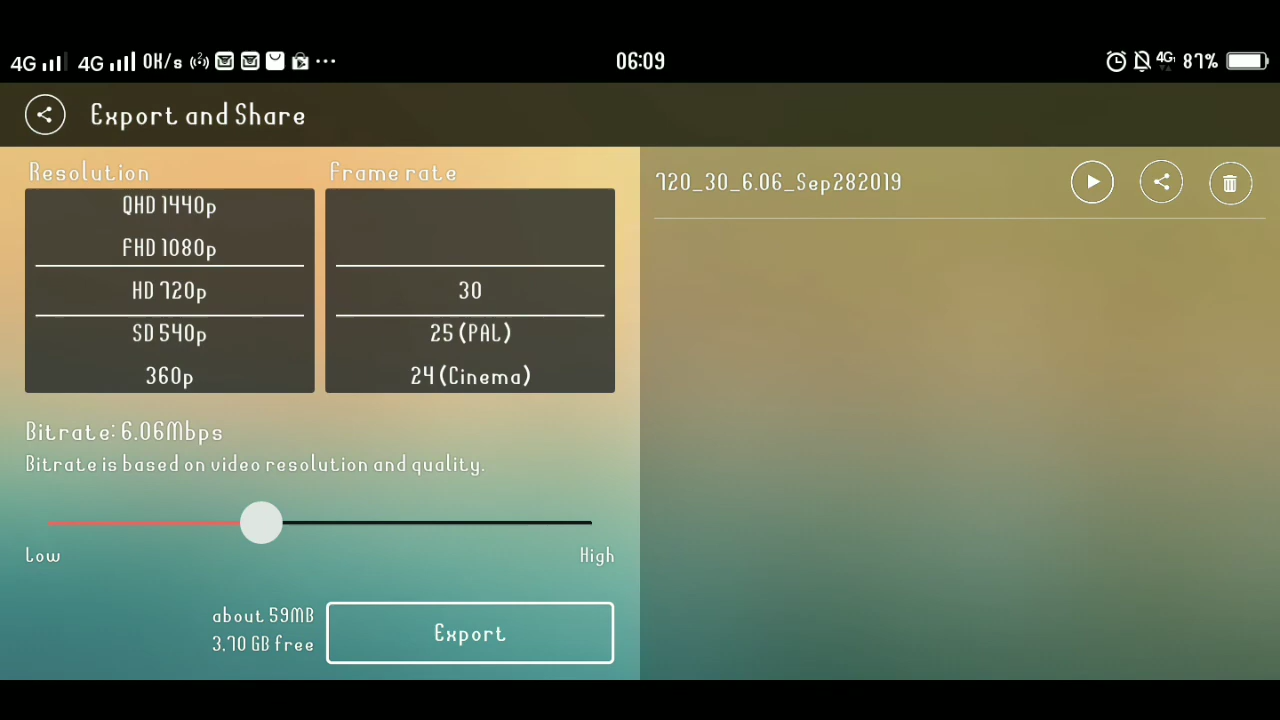 4G 4G 0K/s 06:09 4G 87%
Export and Share
Resolution
QHD 1440p
FHD 1080p
HD 720p
SD 540p
360p
Frame rate
30
25 (PAL)
24 (Cinema)
Bitrate: 6.06Mbps
Bitrate is based on video resolution and quality.
Low
High
about 59MB
3.70 GB free
Export
720_30_6.06_Sep282019